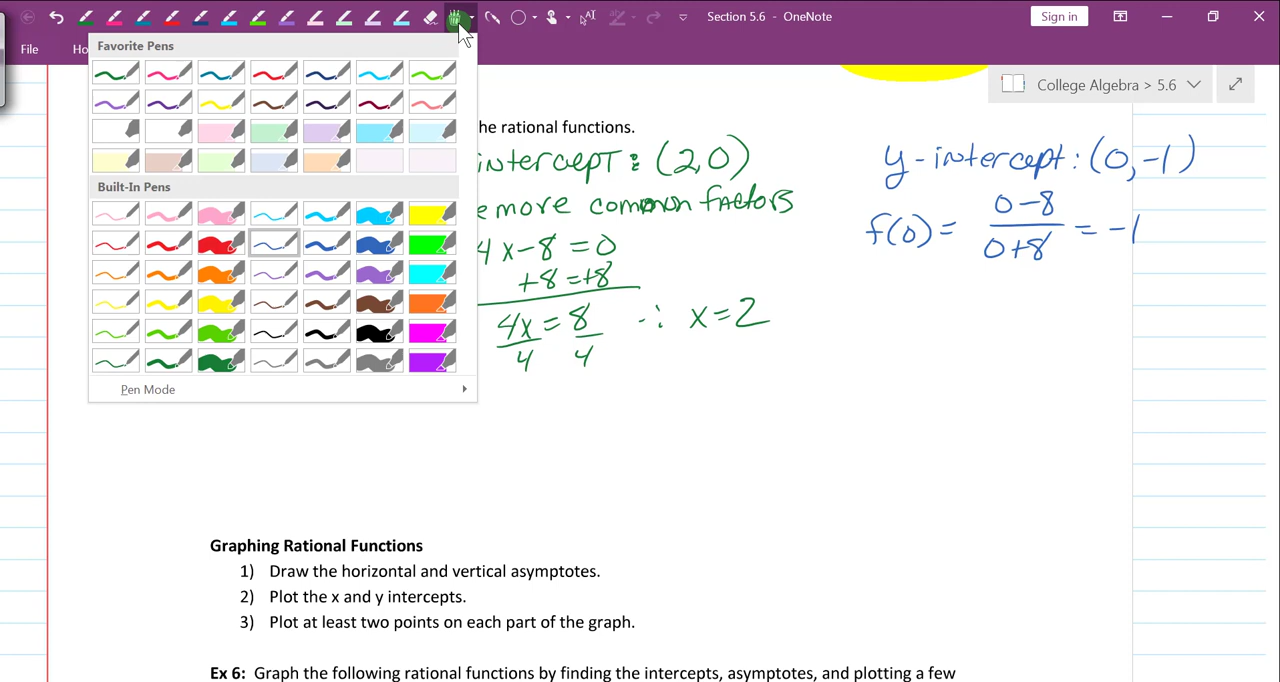 Section 5.6 - OneNote
Sign in
File
Favorite Pens
College Algebra > 5.6
he rational functions.
intercept : (2,0)
y - intercept : (0, -1)
e more common factors
f(0) = 0-8 / 0+8 = -1
4x-8 = 0
+8 = +8
4x = 8 ∴ x=2
4 4
Built-In Pens
Pen Mode
Graphing Rational Functions
1) Draw the horizontal and vertical asymptotes.
2) Plot the x and y intercepts.
3) Plot at least two points on each part of the graph.
Ex 6: Graph the following rational functions by finding the intercepts, asymptotes, and plotting a few